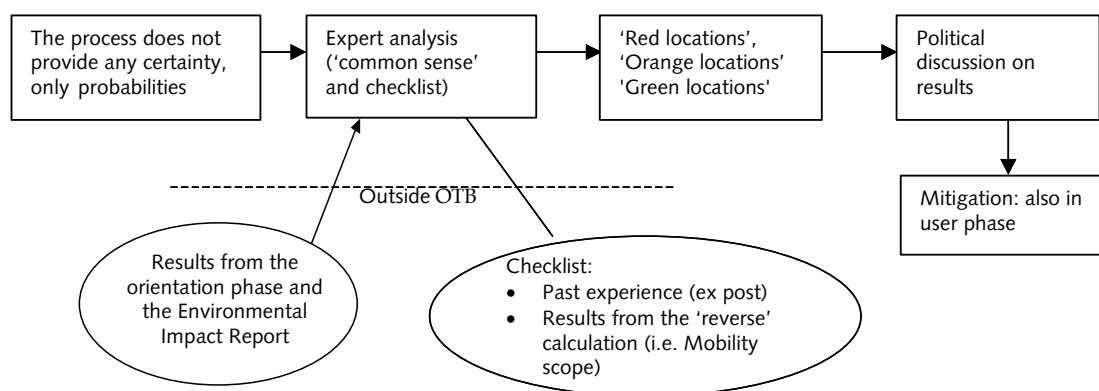 The process does not
provide any certainty,
only probabilities
Expert analysis
(‘common sense’
and checklist)
‘Red locations’,
‘Orange locations’
'Green locations'
Political
discussion on
results
Outside OTB
Mitigation: also in
user phase
Results from the
orientation phase and
the Environmental
Impact Report
Checklist:
• Past experience (ex post)
• Results from the ‘reverse’
calculation (i.e. Mobility
scope)